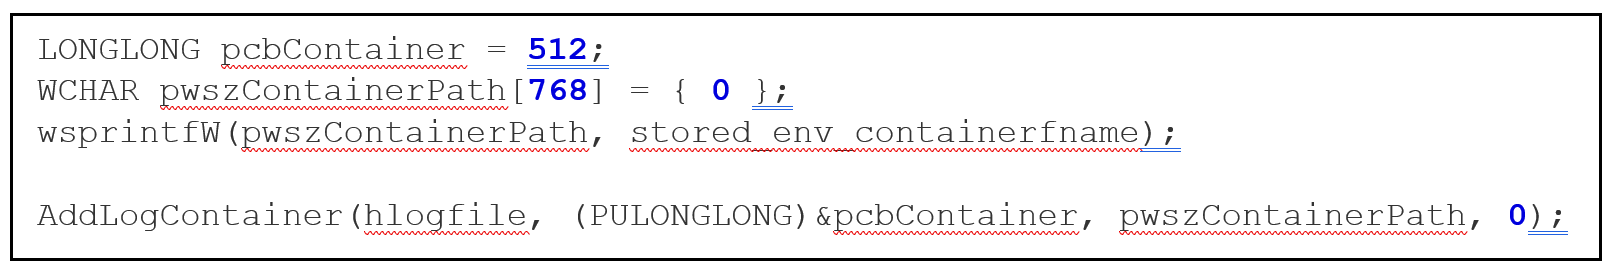 LONGLONG pcbContainer = 512;
WCHAR pwszContainerPath[768] = { 0 };
wsprintfW(pwszContainerPath, stored_env_containerfname);
AddLogContainer(hlogfile, (PULONGLONG)&pcbContainer, pwszContainerPath, 0);